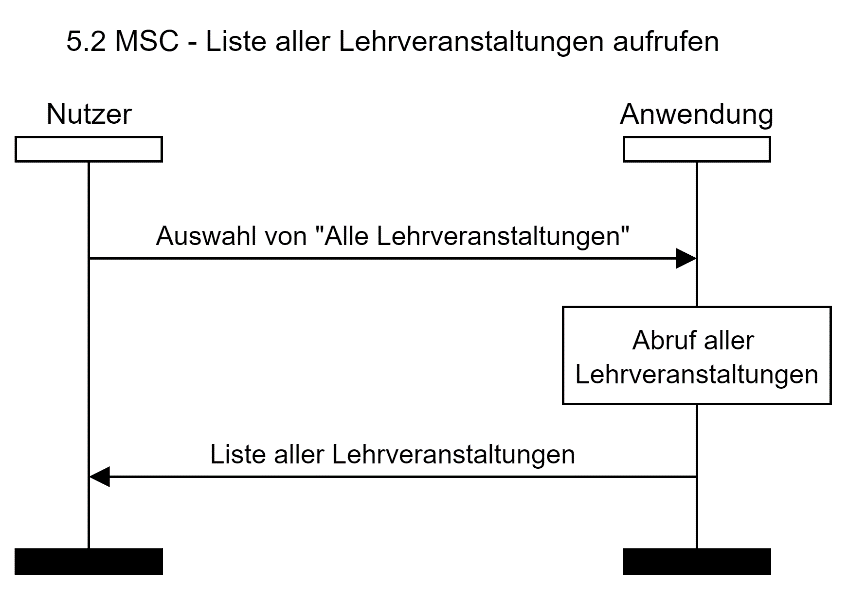 5.2 MSC - Liste aller Lehrveranstaltungen aufrufen
Nutzer
Anwendung
Auswahl von "Alle Lehrveranstaltungen"
Abruf aller
Lehrveranstaltungen
Liste aller Lehrveranstaltungen